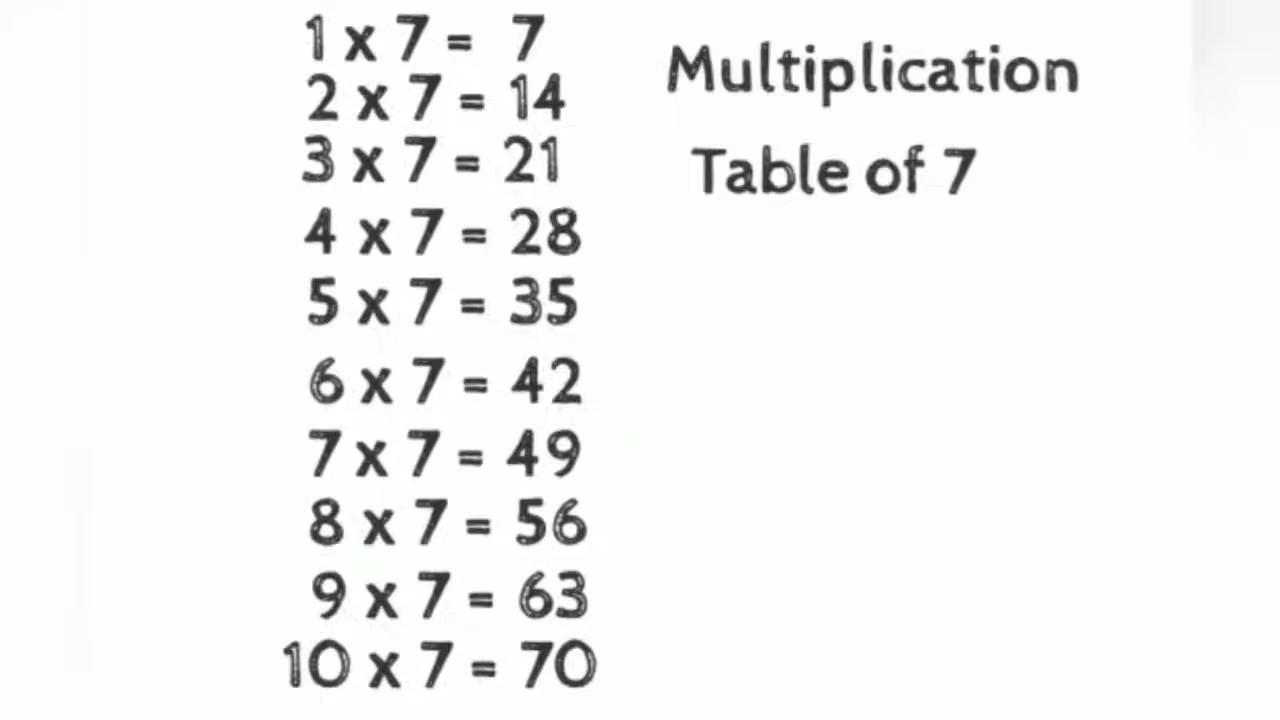 1 x 7 = 7
2 x 7 = 14
3 x 7 = 21
4 x 7 = 28
5 x 7 = 35
6 x 7 = 42
7 x 7 = 49
8 x 7 = 56
9 x 7 = 63
10 x 7 = 70
Multiplication
Table of 7